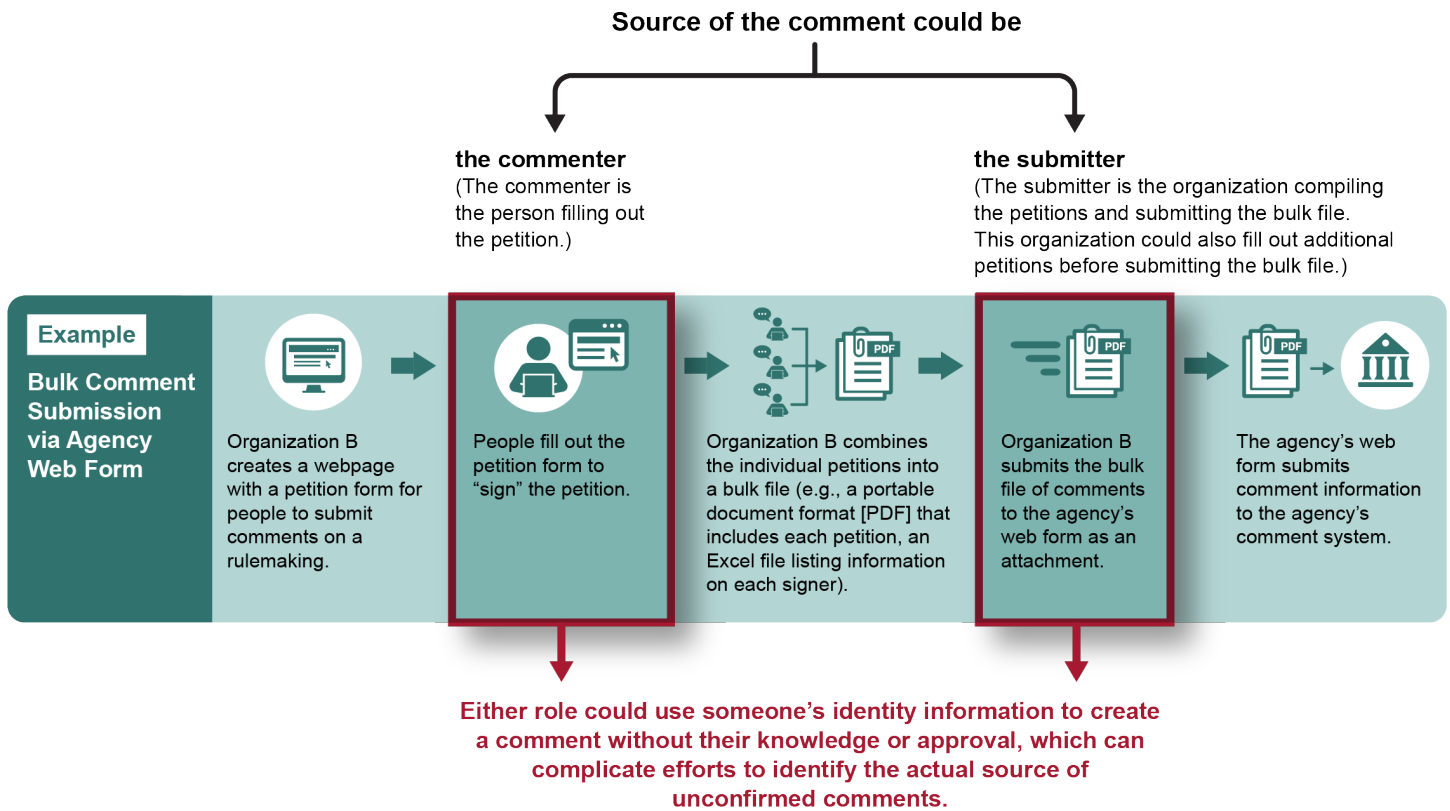 Source of the comment could be
the commenter
(The commenter is
the person filling out
the petition.)
the submitter
(The submitter is the organization compiling
the petitions and submitting the bulk file.
This organization could also fill out additional
petitions before submitting the bulk file.)
Example
Bulk Comment
Submission
via Agency
Web Form
Organization B
creates a webpage
with a petition form for
people to submit
comments on a
rulemaking.
People fill out the
petition form to
“sign” the petition.
PDF
Organization B combines
the individual petitions into
a bulk file (e.g., a portable
document format [PDF] that
includes each petition, an
Excel file listing information
on each signer).
PDF
Organization B
submits the bulk
file of comments
to the agency’s
web form as an
attachment.
PDF
The agency’s web
form submits
comment information
to the agency’s
comment system.
Either role could use someone’s identity information to create
a comment without their knowledge or approval, which can
complicate efforts to identify the actual source of
unconfirmed comments.